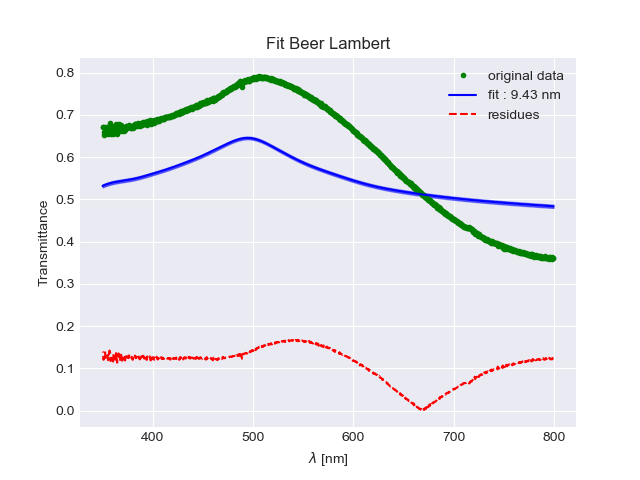 Fit Beer Lambert
original data
fit : 9.43 nm
residues
Transmittance
0.8
0.7
0.6
0.5
0.4
0.3
0.2
0.1
0.0
400
500
600
700
800
λ [nm]